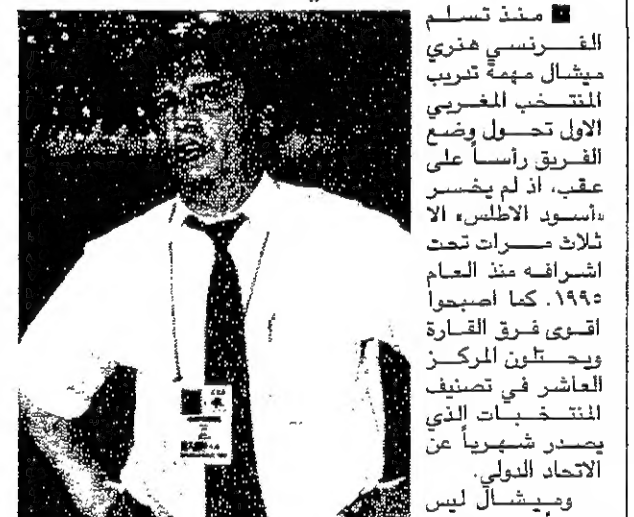 ■ منذ تسلم
الفرنسي هنري
ميشال مهمة تدريب
المنتخب المغربي
الاول تحول وضع
الفريق رأساً على
عقب، اذ لم يخسر
«أسود الاطلس» الا
ثلاث مرات تحت
اشرافه منذ العام
١٩٩٥. كما اصبحوا
اقوى فرق القارة
ويحتلون المركز
العاشر في تصنيف
المنتخبات الذي
يصدر شهرياً عن
الاتحاد الدولي.
وميشال ليس